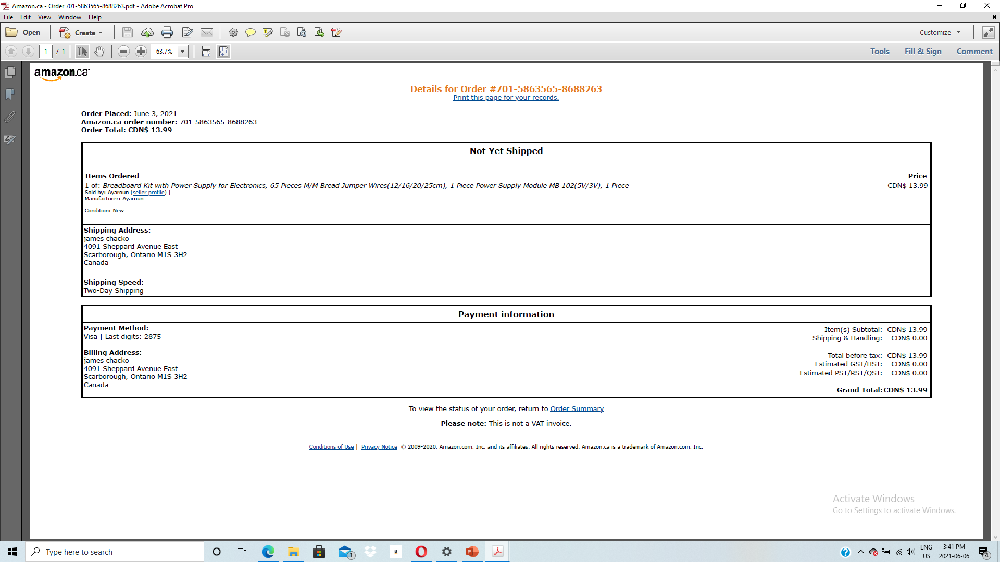 Amazon.ca - Order 701-5863565-8688263.pdf - Adobe Acrobat Pro
File Edit View Window Help
Open Create Customize
1 / 1 63.7% Tools Fill & Sign Comment
amazon.ca
Details for Order #701-5863565-8688263
Print this page for your records.
Order Placed: June 3, 2021
Amazon.ca order number: 701-5863565-8688263
Order Total: CDN$ 13.99
Not Yet Shipped
Items Ordered Price
1 of: Breadboard Kit with Power Supply for Electronics, 65 Pieces M/M Bread Jumper Wires(12/16/20/25cm), 1 Piece Power Supply Module MB 102(5V/3V), 1 Piece CDN$ 13.99
Sold by: Ayaroun (seller profile) |
Manufacturer: Ayaroun
Condition: New
Shipping Address:
james chacko
4091 Sheppard Avenue East
Scarborough, Ontario M1S 3H2
Canada
Shipping Speed:
Two-Day Shipping
Payment information
Payment Method:
Visa | Last digits: 2875
Billing Address:
james chacko
4091 Sheppard Avenue East
Scarborough, Ontario M1S 3H2
Canada
Item(s) Subtotal: CDN$ 13.99
Shipping & Handling: CDN$ 0.00
-----
Total before tax: CDN$ 13.99
Estimated GST/HST: CDN$ 0.00
Estimated PST/RST/QST: CDN$ 0.00
-----
Grand Total: CDN$ 13.99
To view the status of your order, return to Order Summary
Please note: This is not a VAT invoice.
Conditions of Use | Privacy Notice © 2009-2020, Amazon.com, Inc. and its affiliates. All rights reserved. Amazon.ca is a trademark of Amazon.com, Inc.
Activate Windows
Go to Settings to activate Windows.
Type here to search
1
a
ENG
US
3:41 PM
2021-06-06
4